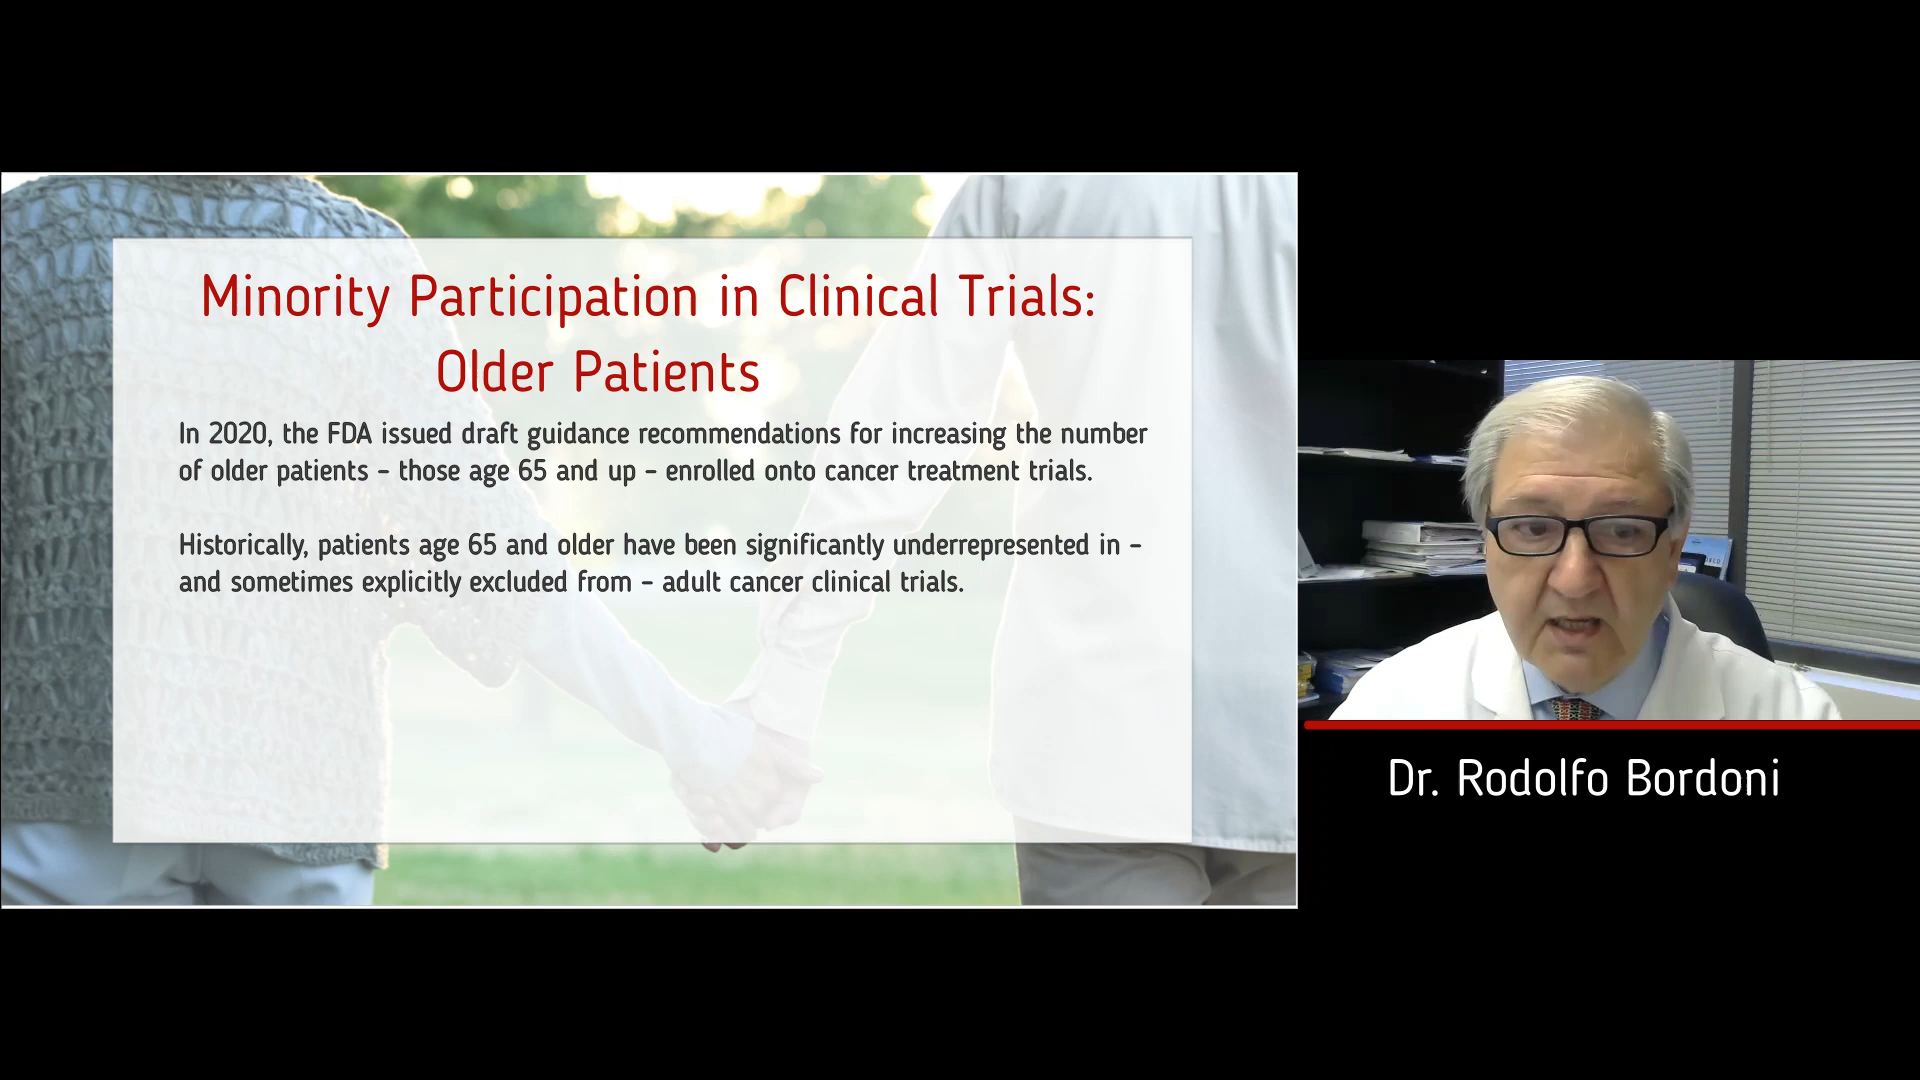 Minority Participation in Clinical Trials:
Older Patients
In 2020, the FDA issued draft guidance recommendations for increasing the number
of older patients – those age 65 and up – enrolled onto cancer treatment trials.
Historically, patients age 65 and older have been significantly underrepresented in –
and sometimes explicitly excluded from – adult cancer clinical trials.
Dr. Rodolfo Bordoni